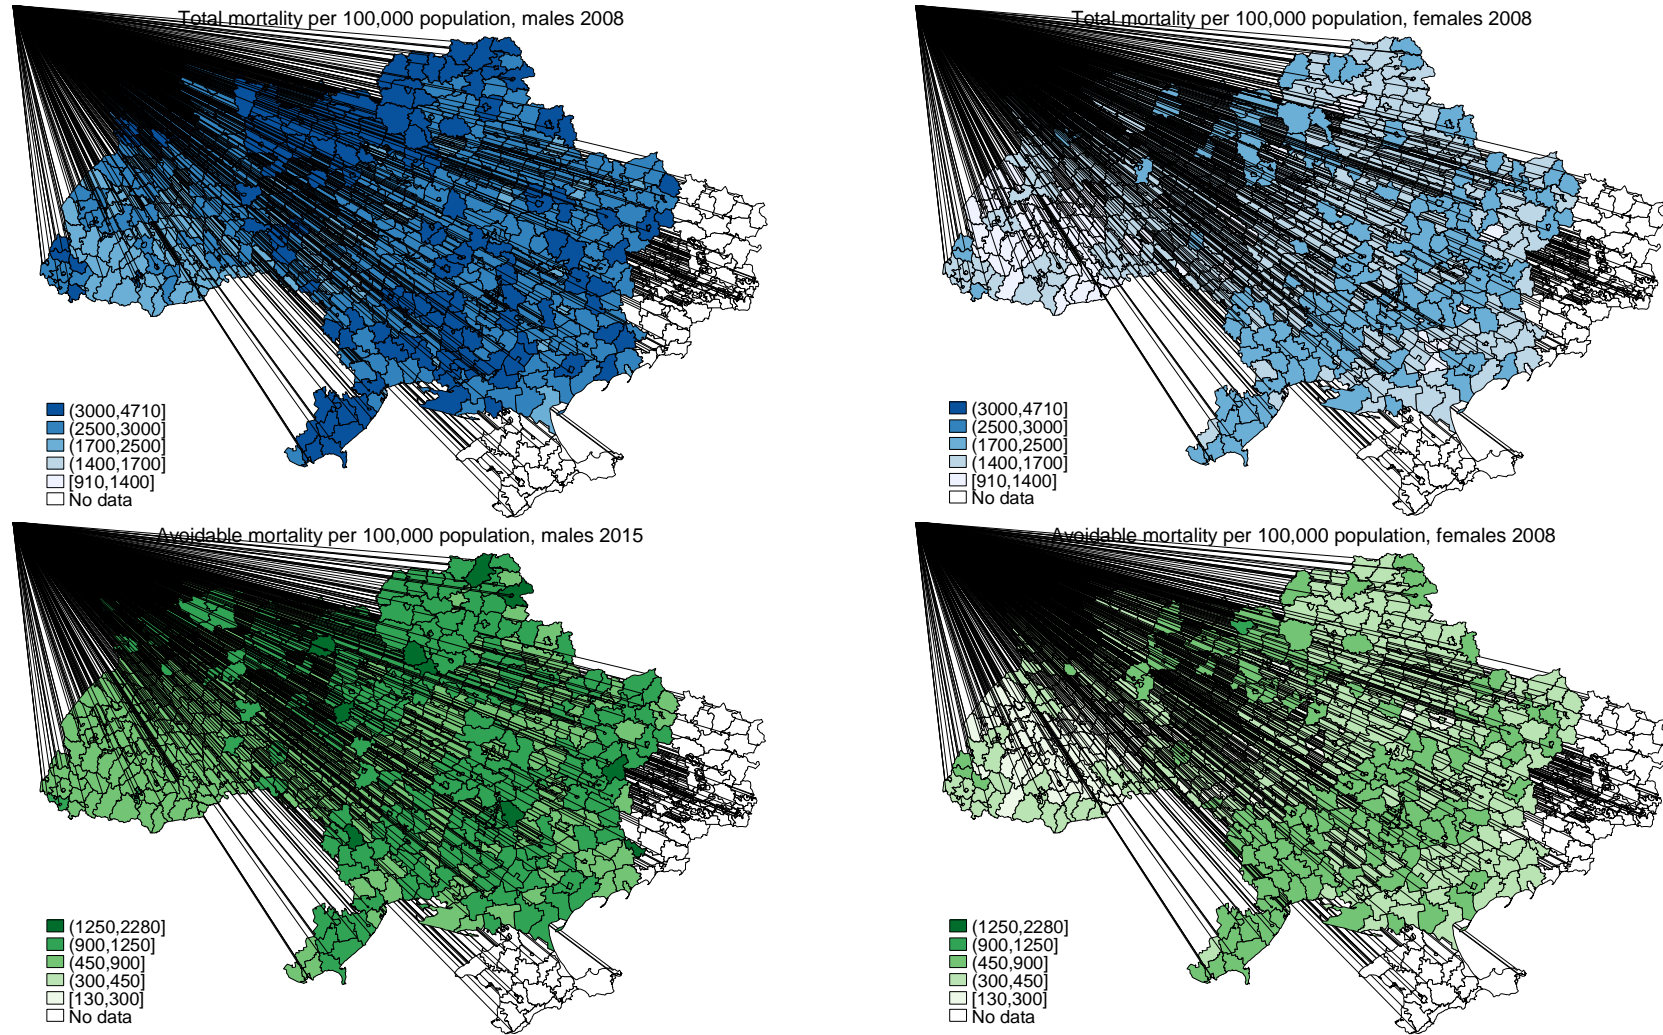 Total mortality per 100,000 population, males 2008
(3000,4710]
(2500,3000]
(1700,2500]
(1400,1700]
[910,1400]
No data
Total mortality per 100,000 population, females 2008
(3000,4710]
(2500,3000]
(1700,2500]
(1400,1700]
[910,1400]
No data
Avoidable mortality per 100,000 population, males 2015
(1250,2280]
(900,1250]
(450,900]
(300,450]
[130,300]
No data
Avoidable mortality per 100,000 population, females 2008
(1250,2280]
(900,1250]
(450,900]
(300,450]
[130,300]
No data